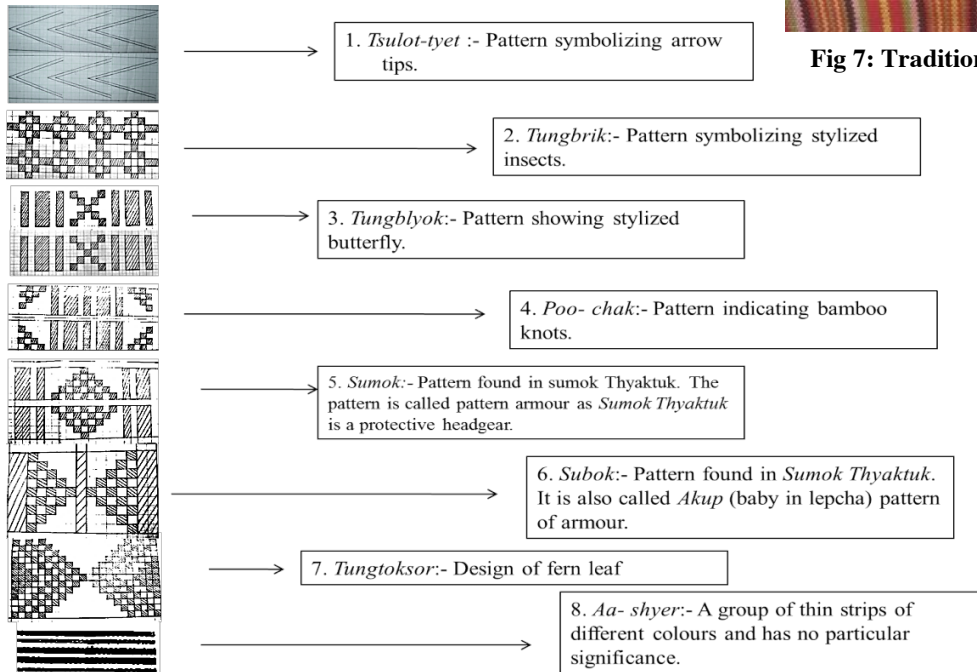 1. Tsulot-tyet :- Pattern symbolizing arrow
tips.
Fig 7: Tradition
2. Tungbrik:- Pattern symbolizing stylized
insects.
3. Tungblyok:- Pattern showing stylized
butterfly.
4. Poo- chak:- Pattern indicating bamboo
knots.
5. Sumok:- Pattern found in sumok Thyaktuk. The
pattern is called pattern armour as Sumok Thyaktuk
is a protective headgear.
6. Subok:- Pattern found in Sumok Thyaktuk.
It is also called Akup (baby in lepcha) pattern
of armour.
7. Tungtoksor:- Design of fern leaf
8. Aa- shyer:- A group of thin strips of
different colours and has no particular
significance.